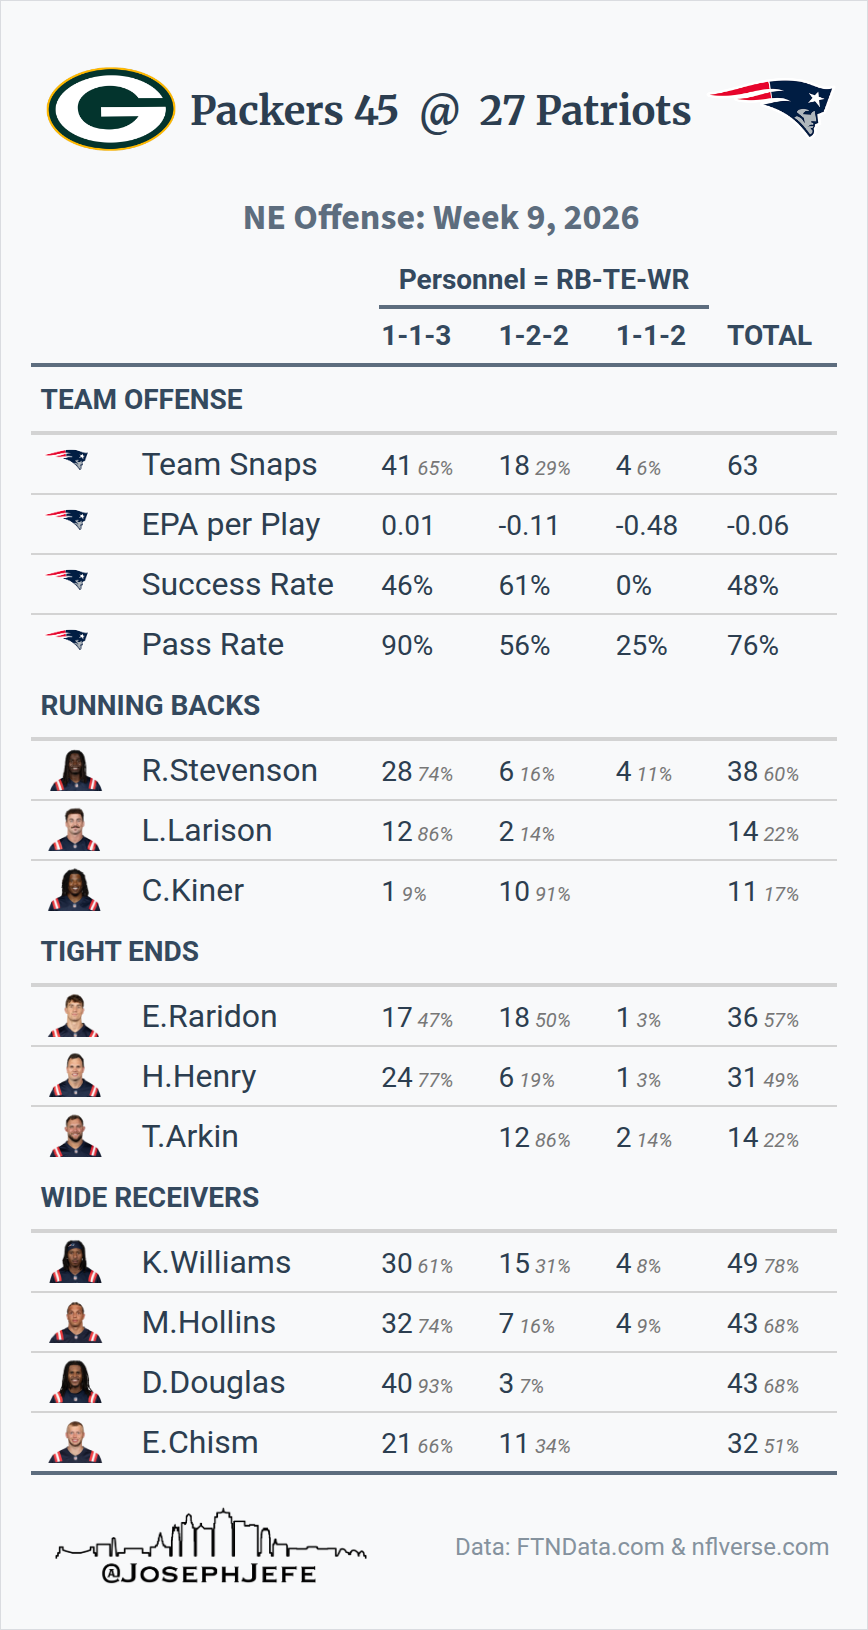 Packers 45 @ 27 Patriots
NE Offense: Week 9, 2026
Personnel = RB-TE-WR
1-1-3 1-2-2 1-1-2 TOTAL
TEAM OFFENSE
Team Snaps 41 65% 18 29% 4 6% 63
EPA per Play 0.01 -0.11 -0.48 -0.06
Success Rate 46% 61% 0% 48%
Pass Rate 90% 56% 25% 76%
RUNNING BACKS
R.Stevenson 28 74% 6 16% 4 11% 38 60%
L.Larison 12 86% 2 14% 14 22%
C.Kiner 1 9% 10 91% 11 17%
TIGHT ENDS
E.Raridon 17 47% 18 50% 1 3% 36 57%
H.Henry 24 77% 6 19% 1 3% 31 49%
T.Arkin 12 86% 2 14% 14 22%
WIDE RECEIVERS
K.Williams 30 61% 15 31% 4 8% 49 78%
M.Hollins 32 74% 7 16% 4 9% 43 68%
D.Douglas 40 93% 3 7% 43 68%
E.Chism 21 66% 11 34% 32 51%
@JOSEPHJEFE
Data: FTNData.com & nflverse.com